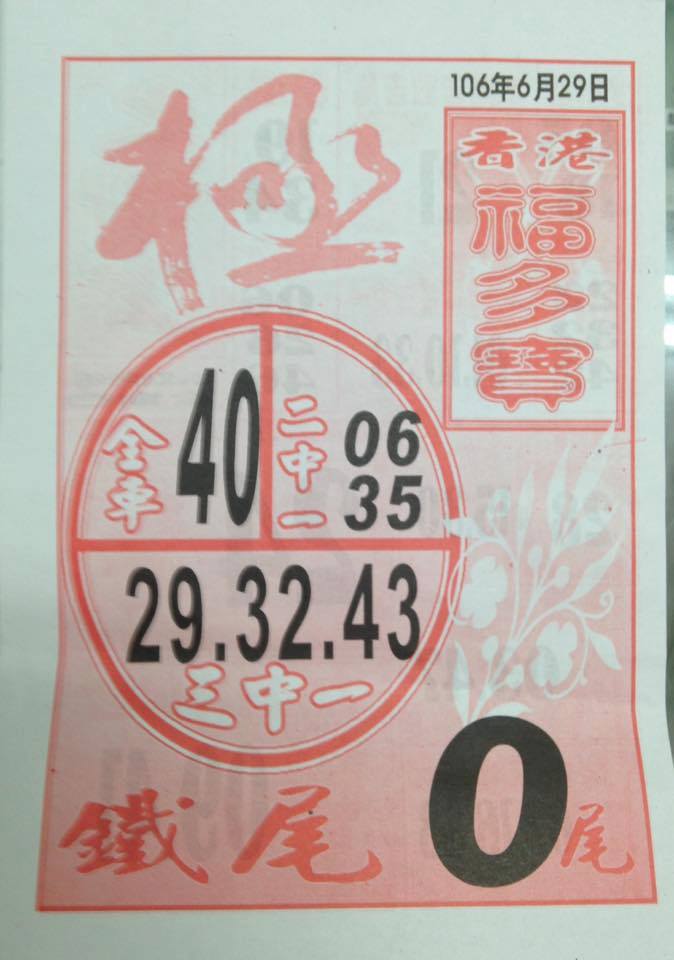 106年6月29日
極
香港
福多寶
全車
40
二中一
06
35
29.32.43
三中一
鐵尾
0尾